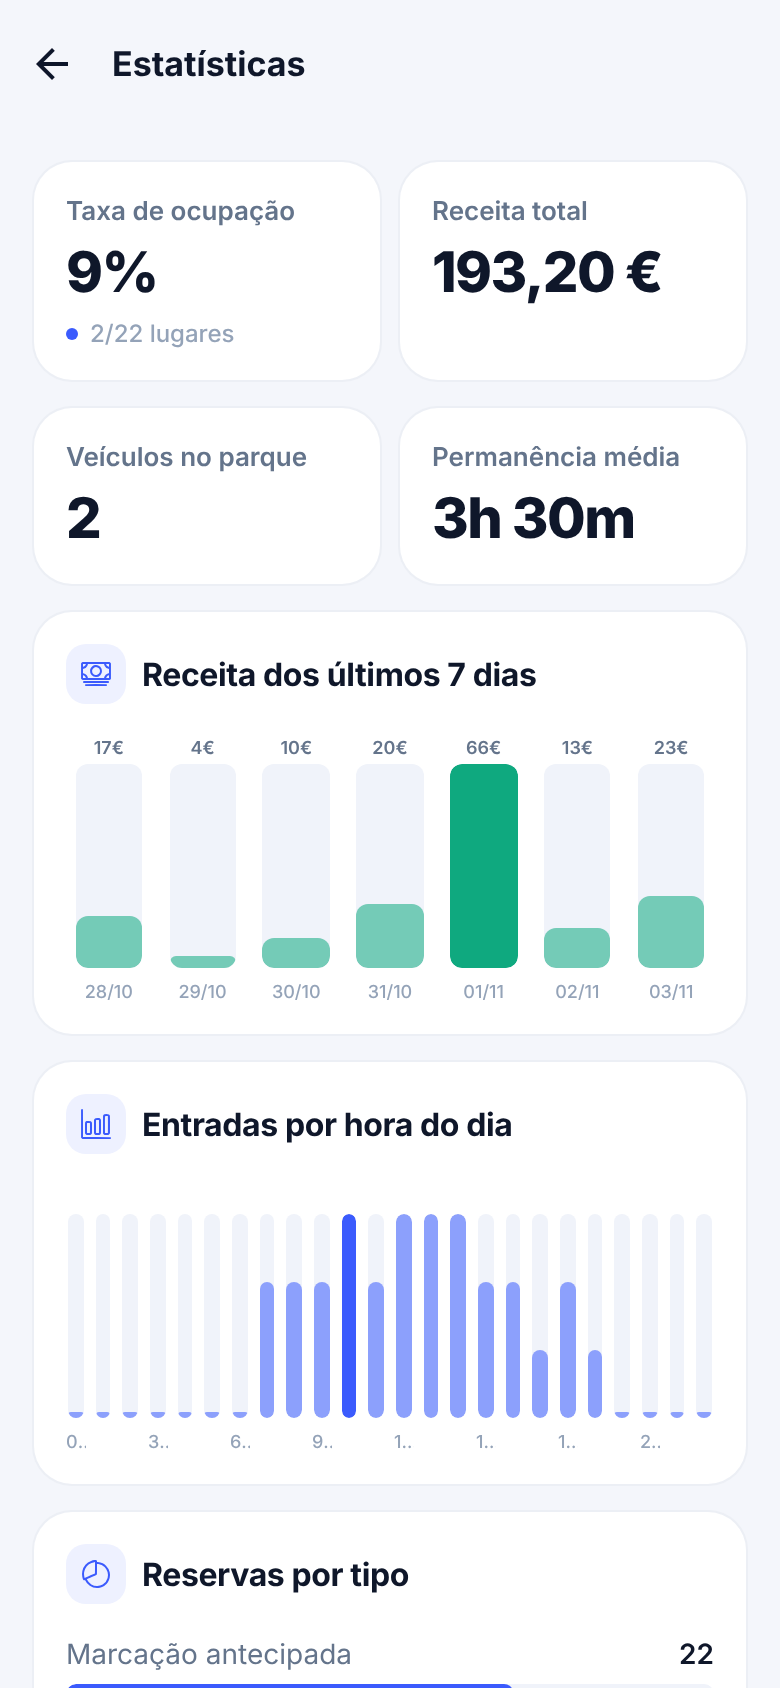 Estatísticas
Taxa de ocupação
9%
2/22 lugares
Receita total
193,20 €
Veículos no parque
2
Permanência média
3h 30m
Receita dos últimos 7 dias
17€ 4€ 10€ 20€ 66€ 13€ 23€
28/10 29/10 30/10 31/10 01/11 02/11 03/11
Entradas por hora do dia
0.. 3.. 6.. 9.. 1.. 1.. 1.. 2..
Reservas por tipo
Marcação antecipada 22